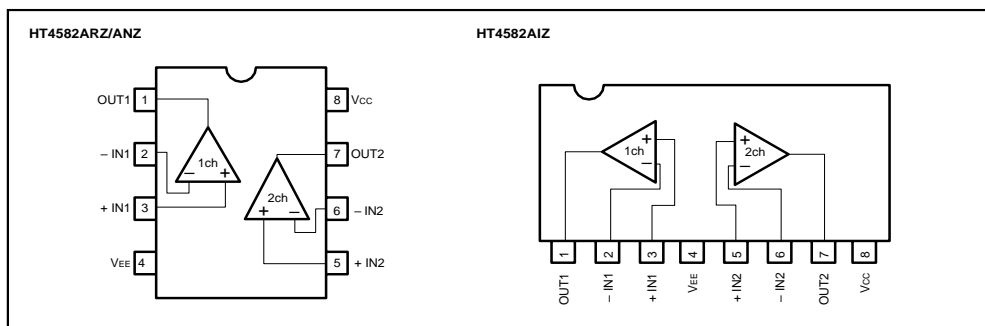 HT4582ARZ/ANZ
OUT1 1
8 VCC
– IN1 2
1ch
– +
7 OUT2
+ IN1 3
2ch
+ –
6 – IN2
VEE 4
5 + IN2
HT4582AIZ
1ch
+
–
+
–
2ch
1 2 3 4 5 6 7 8
OUT1
– IN1
+ IN1
VEE
+ IN2
– IN2
OUT2
VCC